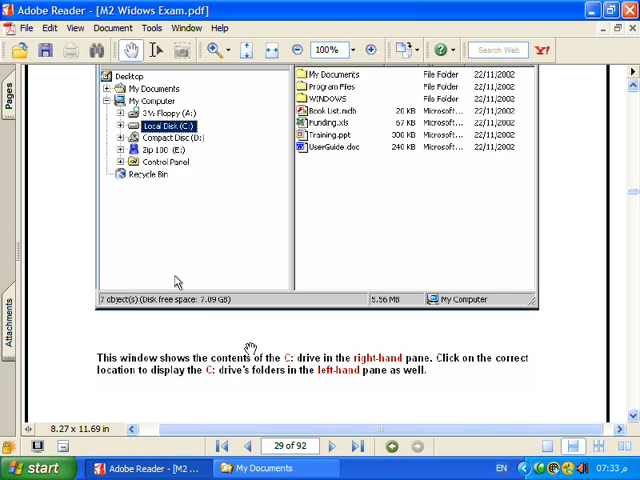 Adobe Reader - [M2 Widows Exam.pdf]
File Edit View Document Tools Window Help
100% Search Web Y!
Pages
Attachments
Desktop
My Documents
My Computer
3½ Floppy (A:)
Local Disk (C:)
Compact Disc (D:)
Zip 100 (E:)
Control Panel
Recycle Bin
My Documents File Folder 22/11/2002
Program Files File Folder 22/11/2002
WINDOWS File Folder 22/11/2002
Book List.mdb 20 KB Microsoft... 22/11/2002
Funding.xls 67 KB Microsoft... 22/11/2002
Training.ppt 300 KB Microsoft... 22/11/2002
UserGuide.doc 240 KB Microsoft... 22/11/2002
7 object(s) (Disk free space: 7.09 GB) 5.56 MB My Computer
This window shows the contents of the C: drive in the right-hand pane. Click on the correct
location to display the C: drive's folders in the left-hand pane as well.
8.27 x 11.69 in
29 of 92
start Adobe Reader - [M2 ... My Documents EN 07:33 م